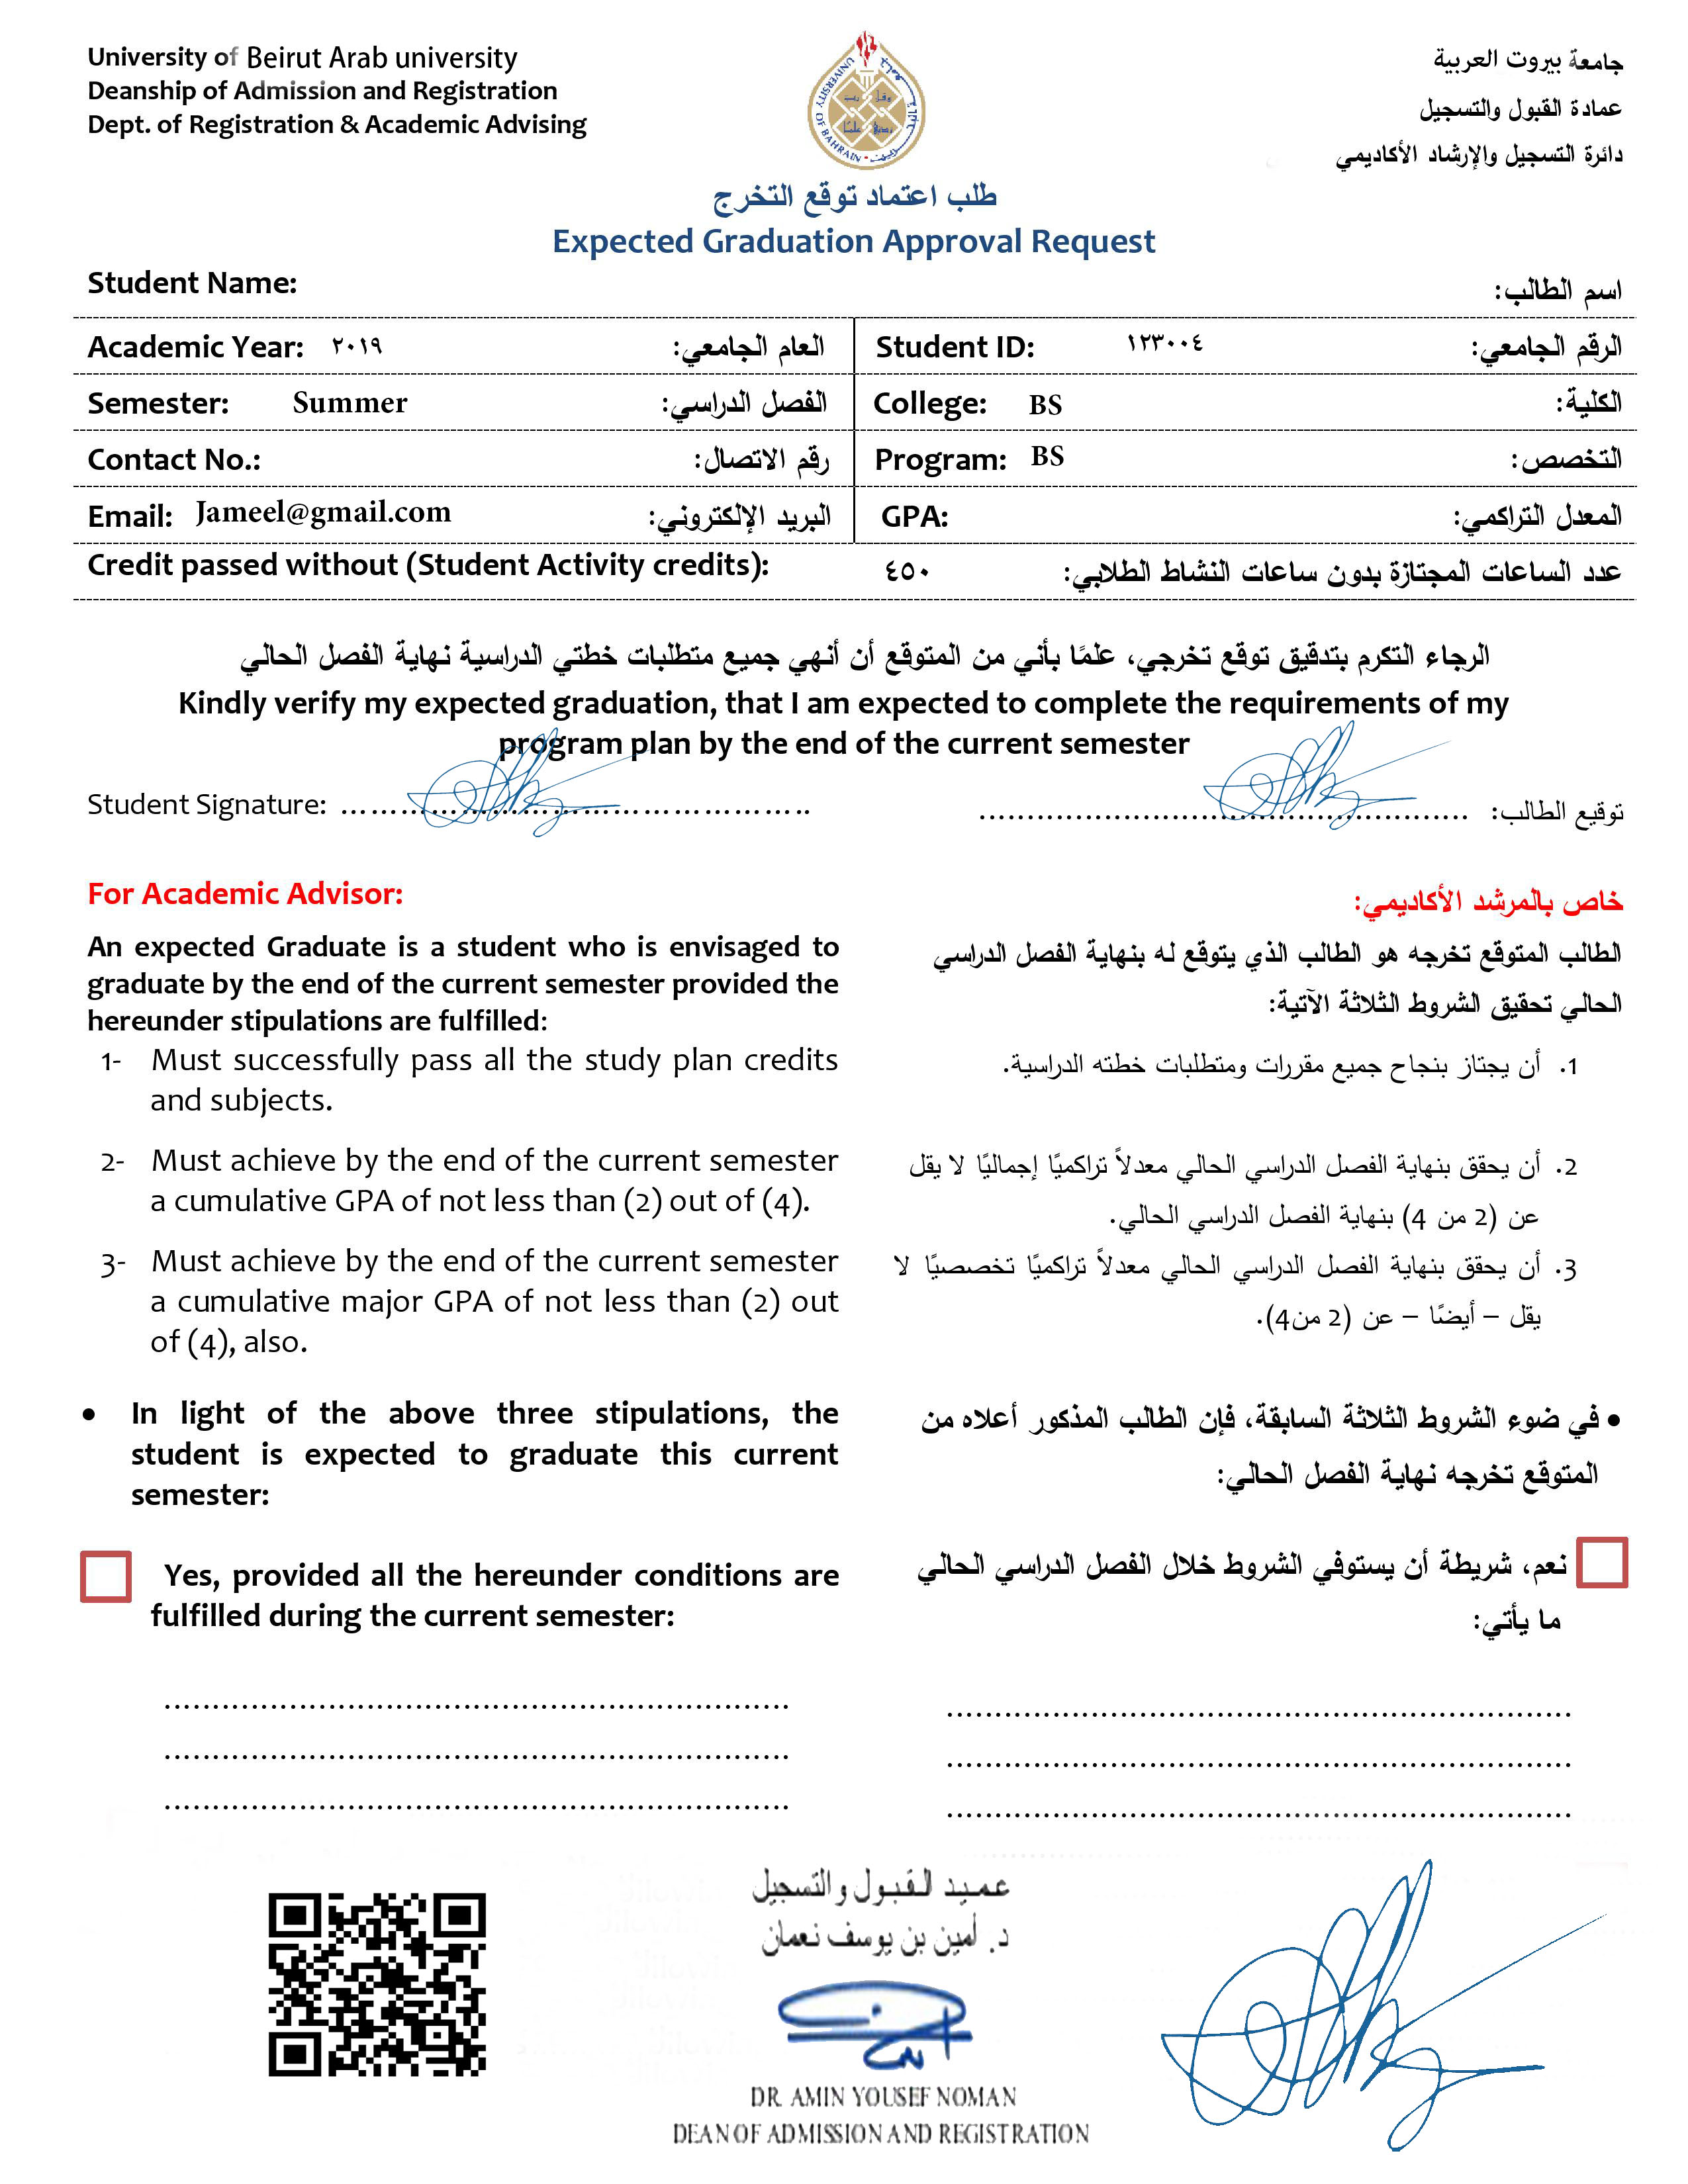 University of Beirut Arab university
Deanship of Admission and Registration
Dept. of Registration & Academic Advising
جامعة بيروت العربية
عمادة القبول والتسجيل
دائرة التسجيل والإرشاد الأكاديمي
UNIVERSITY OF BAHRAIN
طلب اعتماد توقع التخرج
Expected Graduation Approval Request
Student Name: اسم الطالب:
Academic Year: ٢٠١٩ العام الجامعي: Student ID: ١٢٣٠٠٤ الرقم الجامعي:
Semester: Summer الفصل الدراسي: College: BS الكلية:
Contact No.: رقم الاتصال: Program: BS التخصص:
Email: Jameel@gmail.com البريد الإلكتروني: GPA: المعدل التراكمي:
Credit passed without (Student Activity credits): ٤٥٠ عدد الساعات المجتازة بدون ساعات النشاط الطلابي:
الرجاء التكرم بتدقيق توقع تخرجي، علمًا بأني من المتوقع أن أنهي جميع متطلبات خطتي الدراسية نهاية الفصل الحالي
Kindly verify my expected graduation, that I am expected to complete the requirements of my
program plan by the end of the current semester
Student Signature: ................................................ توقيع الطالب: ..................................................
For Academic Advisor:
An expected Graduate is a student who is envisaged to
graduate by the end of the current semester provided the
hereunder stipulations are fulfilled:
1- Must successfully pass all the study plan credits
and subjects.
2- Must achieve by the end of the current semester
a cumulative GPA of not less than (2) out of (4).
3- Must achieve by the end of the current semester
a cumulative major GPA of not less than (2) out
of (4), also.
• In light of the above three stipulations, the
student is expected to graduate this current
semester:
Yes, provided all the hereunder conditions are
fulfilled during the current semester:
خاص بالمرشد الأكاديمي:
الطالب المتوقع تخرجه هو الطالب الذي يتوقع له بنهاية الفصل الدراسي
الحالي تحقيق الشروط الثلاثة الآتية:
1. أن يجتاز بنجاح جميع مقررات ومتطلبات خطته الدراسية.
2. أن يحقق بنهاية الفصل الدراسي الحالي معدلاً تراكميًا إجماليًا لا يقل
عن (2 من 4) بنهاية الفصل الدراسي الحالي.
3. أن يحقق بنهاية الفصل الدراسي الحالي معدلاً تراكميًا تخصصيًا لا
يقل – أيضًا – عن (2 من4).
• في ضوء الشروط الثلاثة السابقة، فإن الطالب المذكور أعلاه من
المتوقع تخرجه نهاية الفصل الحالي:
نعم، شريطة أن يستوفي الشروط خلال الفصل الدراسي الحالي
ما يأتي:
عميد القبول والتسجيل
د. أمين بن يوسف نعمان
DR. AMIN YOUSEF NOMAN
DEAN OF ADMISSION AND REGISTRATION